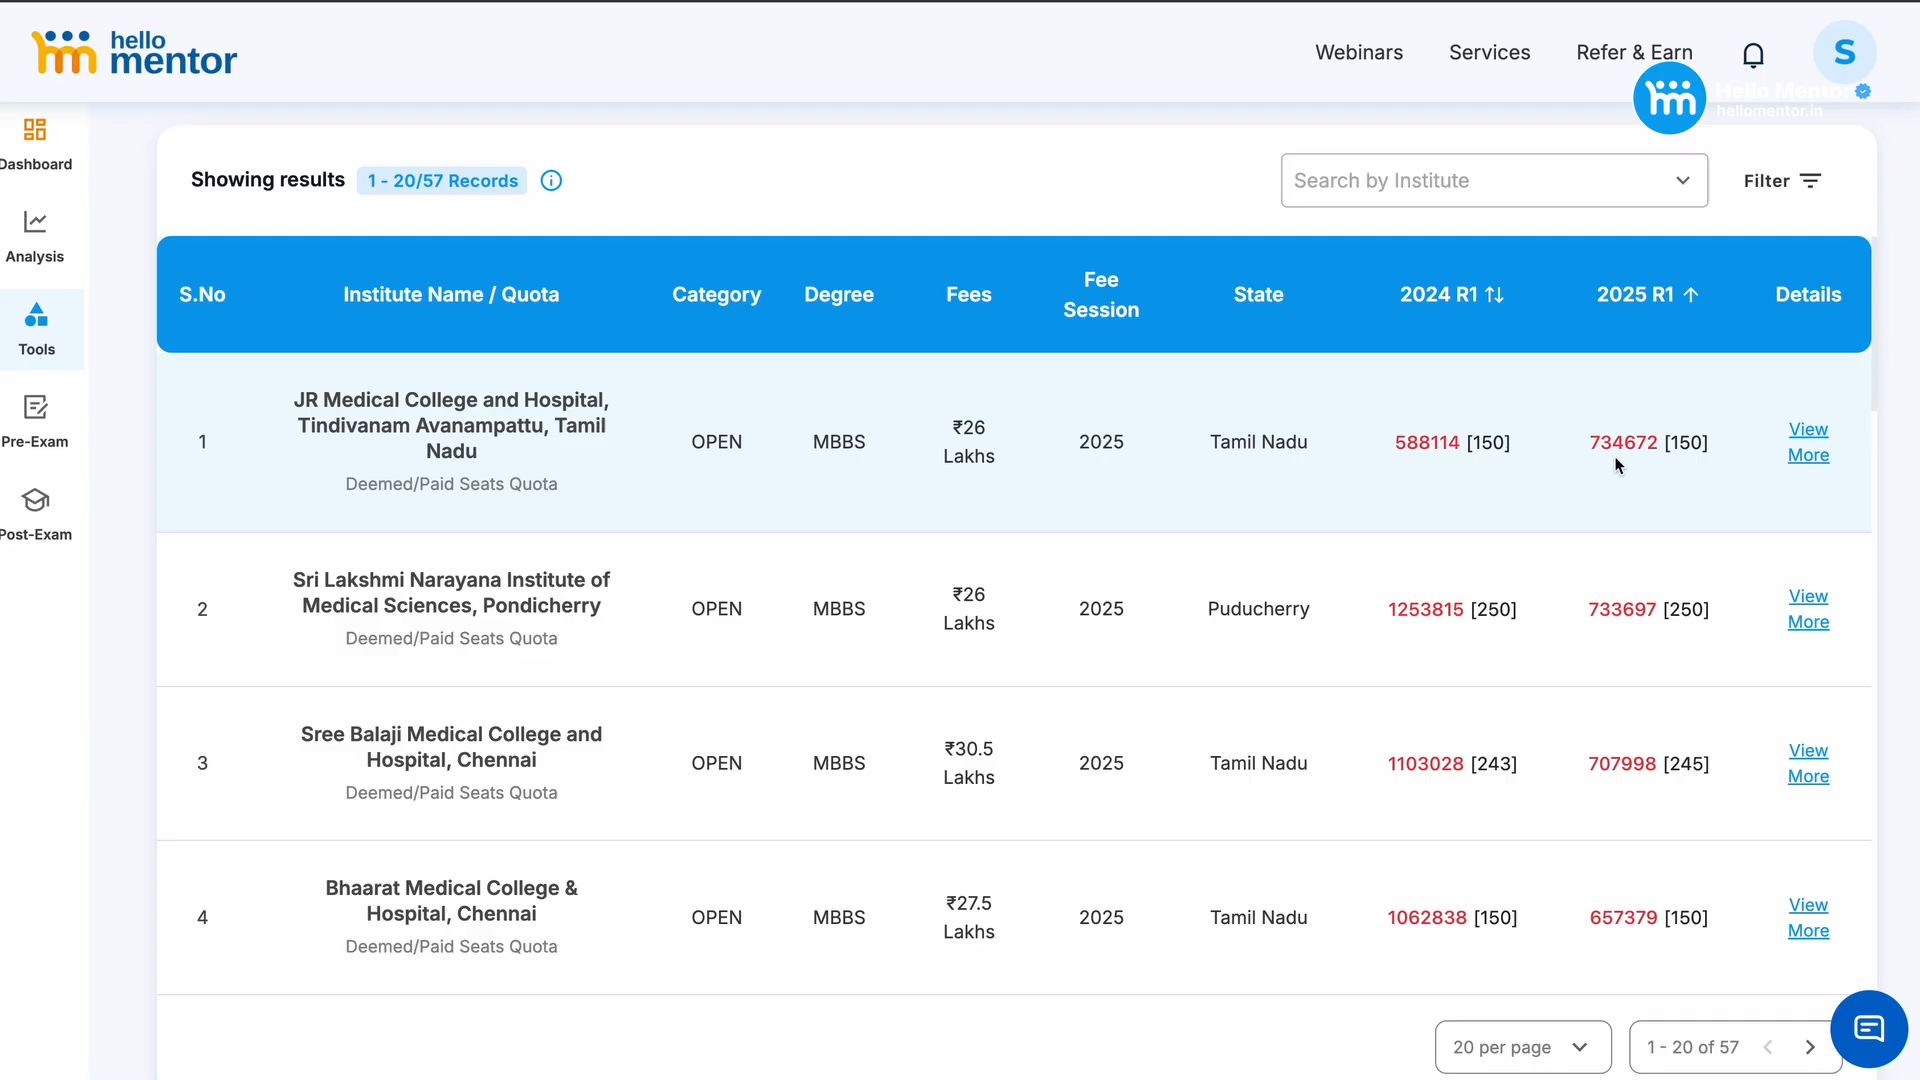 hello
mentor
Webinars
Services
Refer & Earn
S
Hello Mentor
hellomentor.in
Dashboard
Analysis
Tools
Pre-Exam
Post-Exam
Showing results
1 - 20/57 Records
Search by Institute
Filter
S.No
Institute Name / Quota
Category
Degree
Fees
Fee
Session
State
2024 R1
2025 R1
Details
1
JR Medical College and Hospital,
Tindivanam Avanampattu, Tamil
Nadu
Deemed/Paid Seats Quota
OPEN
MBBS
₹26
Lakhs
2025
Tamil Nadu
588114 [150]
734672 [150]
View
More
2
Sri Lakshmi Narayana Institute of
Medical Sciences, Pondicherry
Deemed/Paid Seats Quota
OPEN
MBBS
₹26
Lakhs
2025
Puducherry
1253815 [250]
733697 [250]
View
More
3
Sree Balaji Medical College and
Hospital, Chennai
Deemed/Paid Seats Quota
OPEN
MBBS
₹30.5
Lakhs
2025
Tamil Nadu
1103028 [243]
707998 [245]
View
More
4
Bhaarat Medical College &
Hospital, Chennai
Deemed/Paid Seats Quota
OPEN
MBBS
₹27.5
Lakhs
2025
Tamil Nadu
1062838 [150]
657379 [150]
View
More
20 per page
1 - 20 of 57